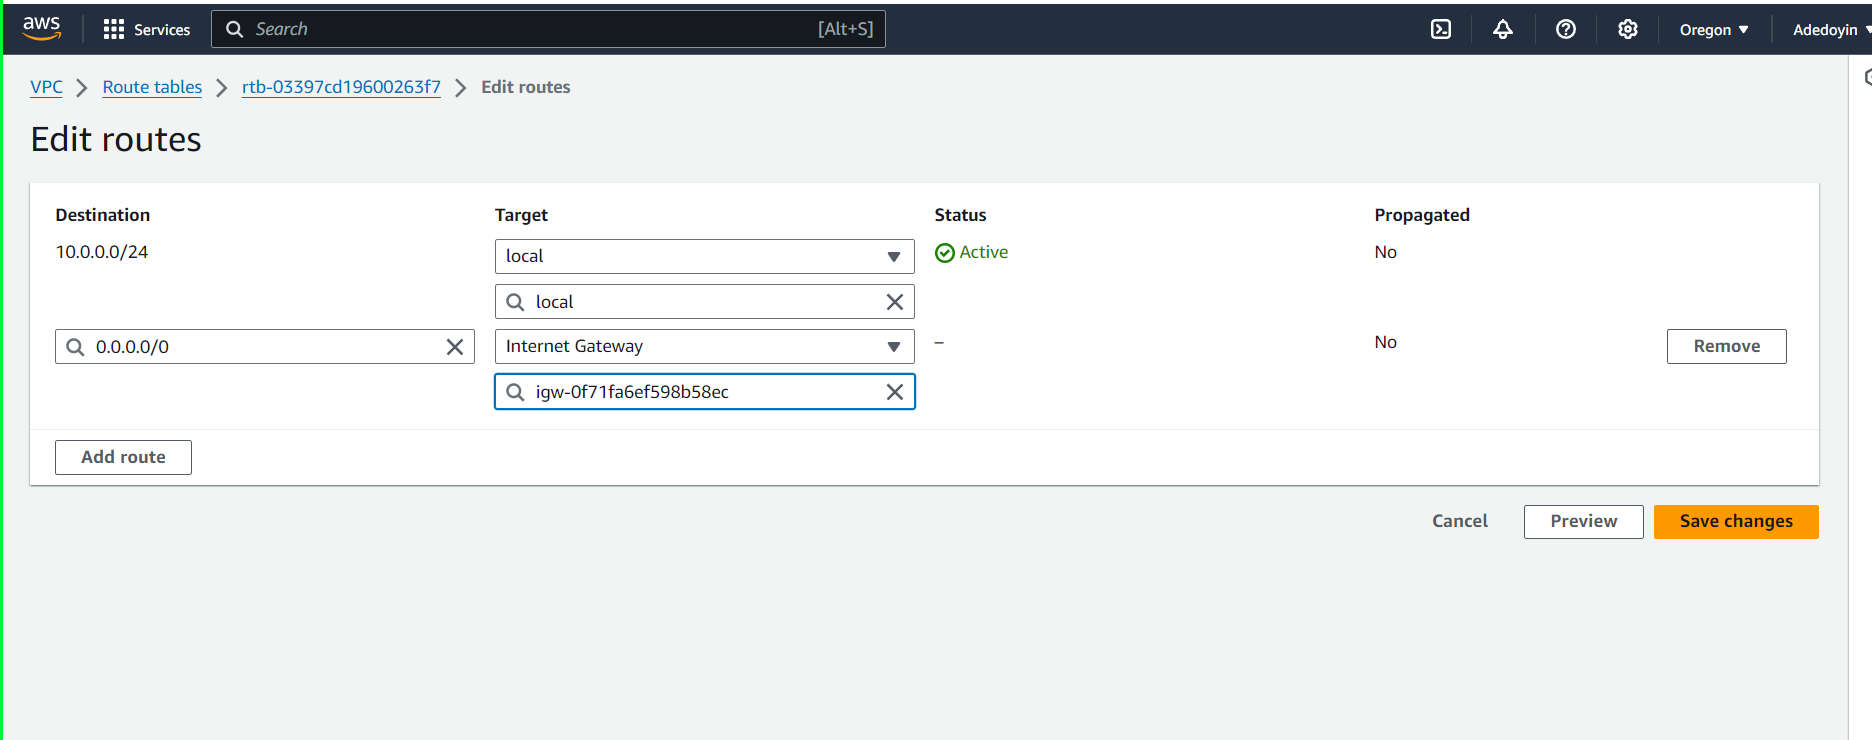 aws Services Search [Alt+S] Oregon Adedoyin
VPC Route tables rtb-03397cd19600263f7 Edit routes
Edit routes
Destination Target Status Propagated
10.0.0.0/24 local Active No
local
0.0.0.0/0 Internet Gateway – No Remove
igw-0f71fa6ef598b58ec
Add route
Cancel Preview Save changes